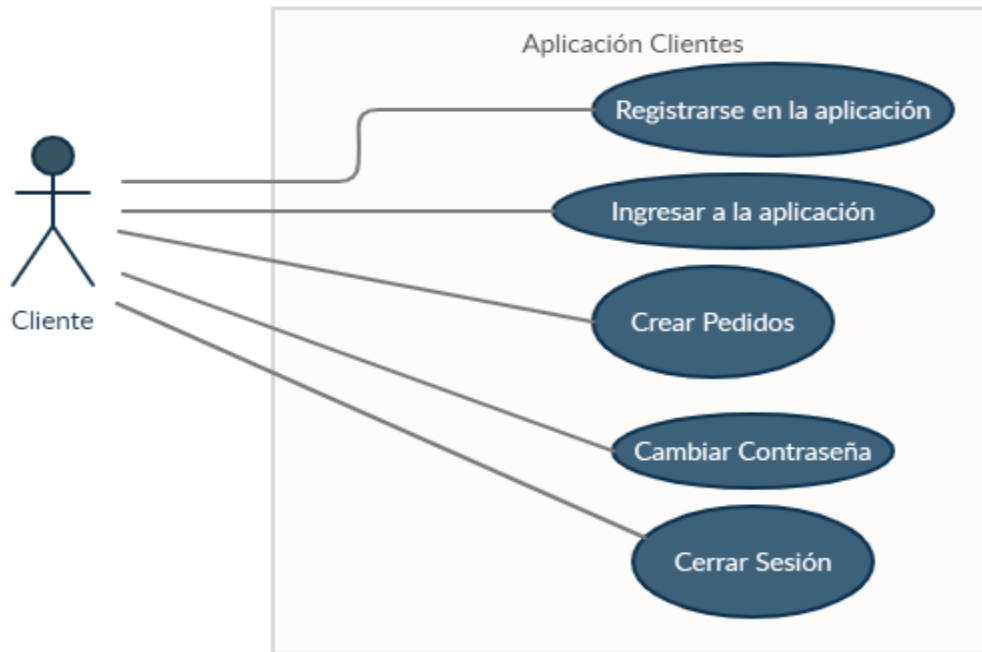 Aplicación Clientes
Registrarse en la aplicación
Ingresar a la aplicación
Crear Pedidos
Cliente
Cambiar Contraseña
Cerrar Sesión